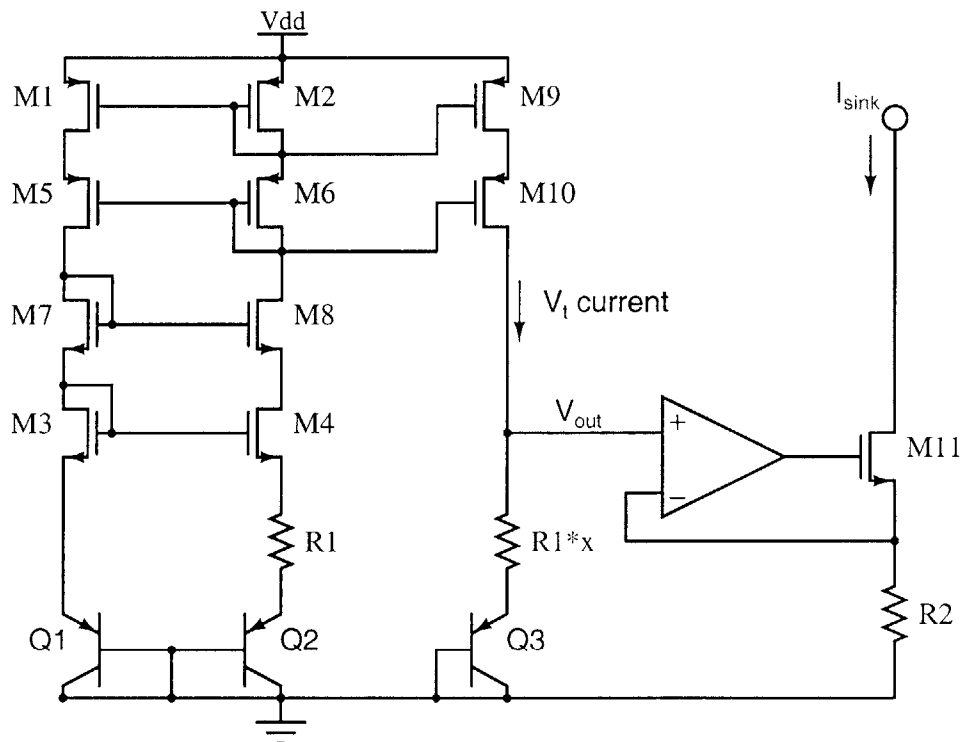 Vdd
M1
M2
M9
I_sink
M5
M6
M10
M7
M8
V_t current
M3
M4
V_out
+
M11
−
R1
R1*x
R2
Q1
Q2
Q3